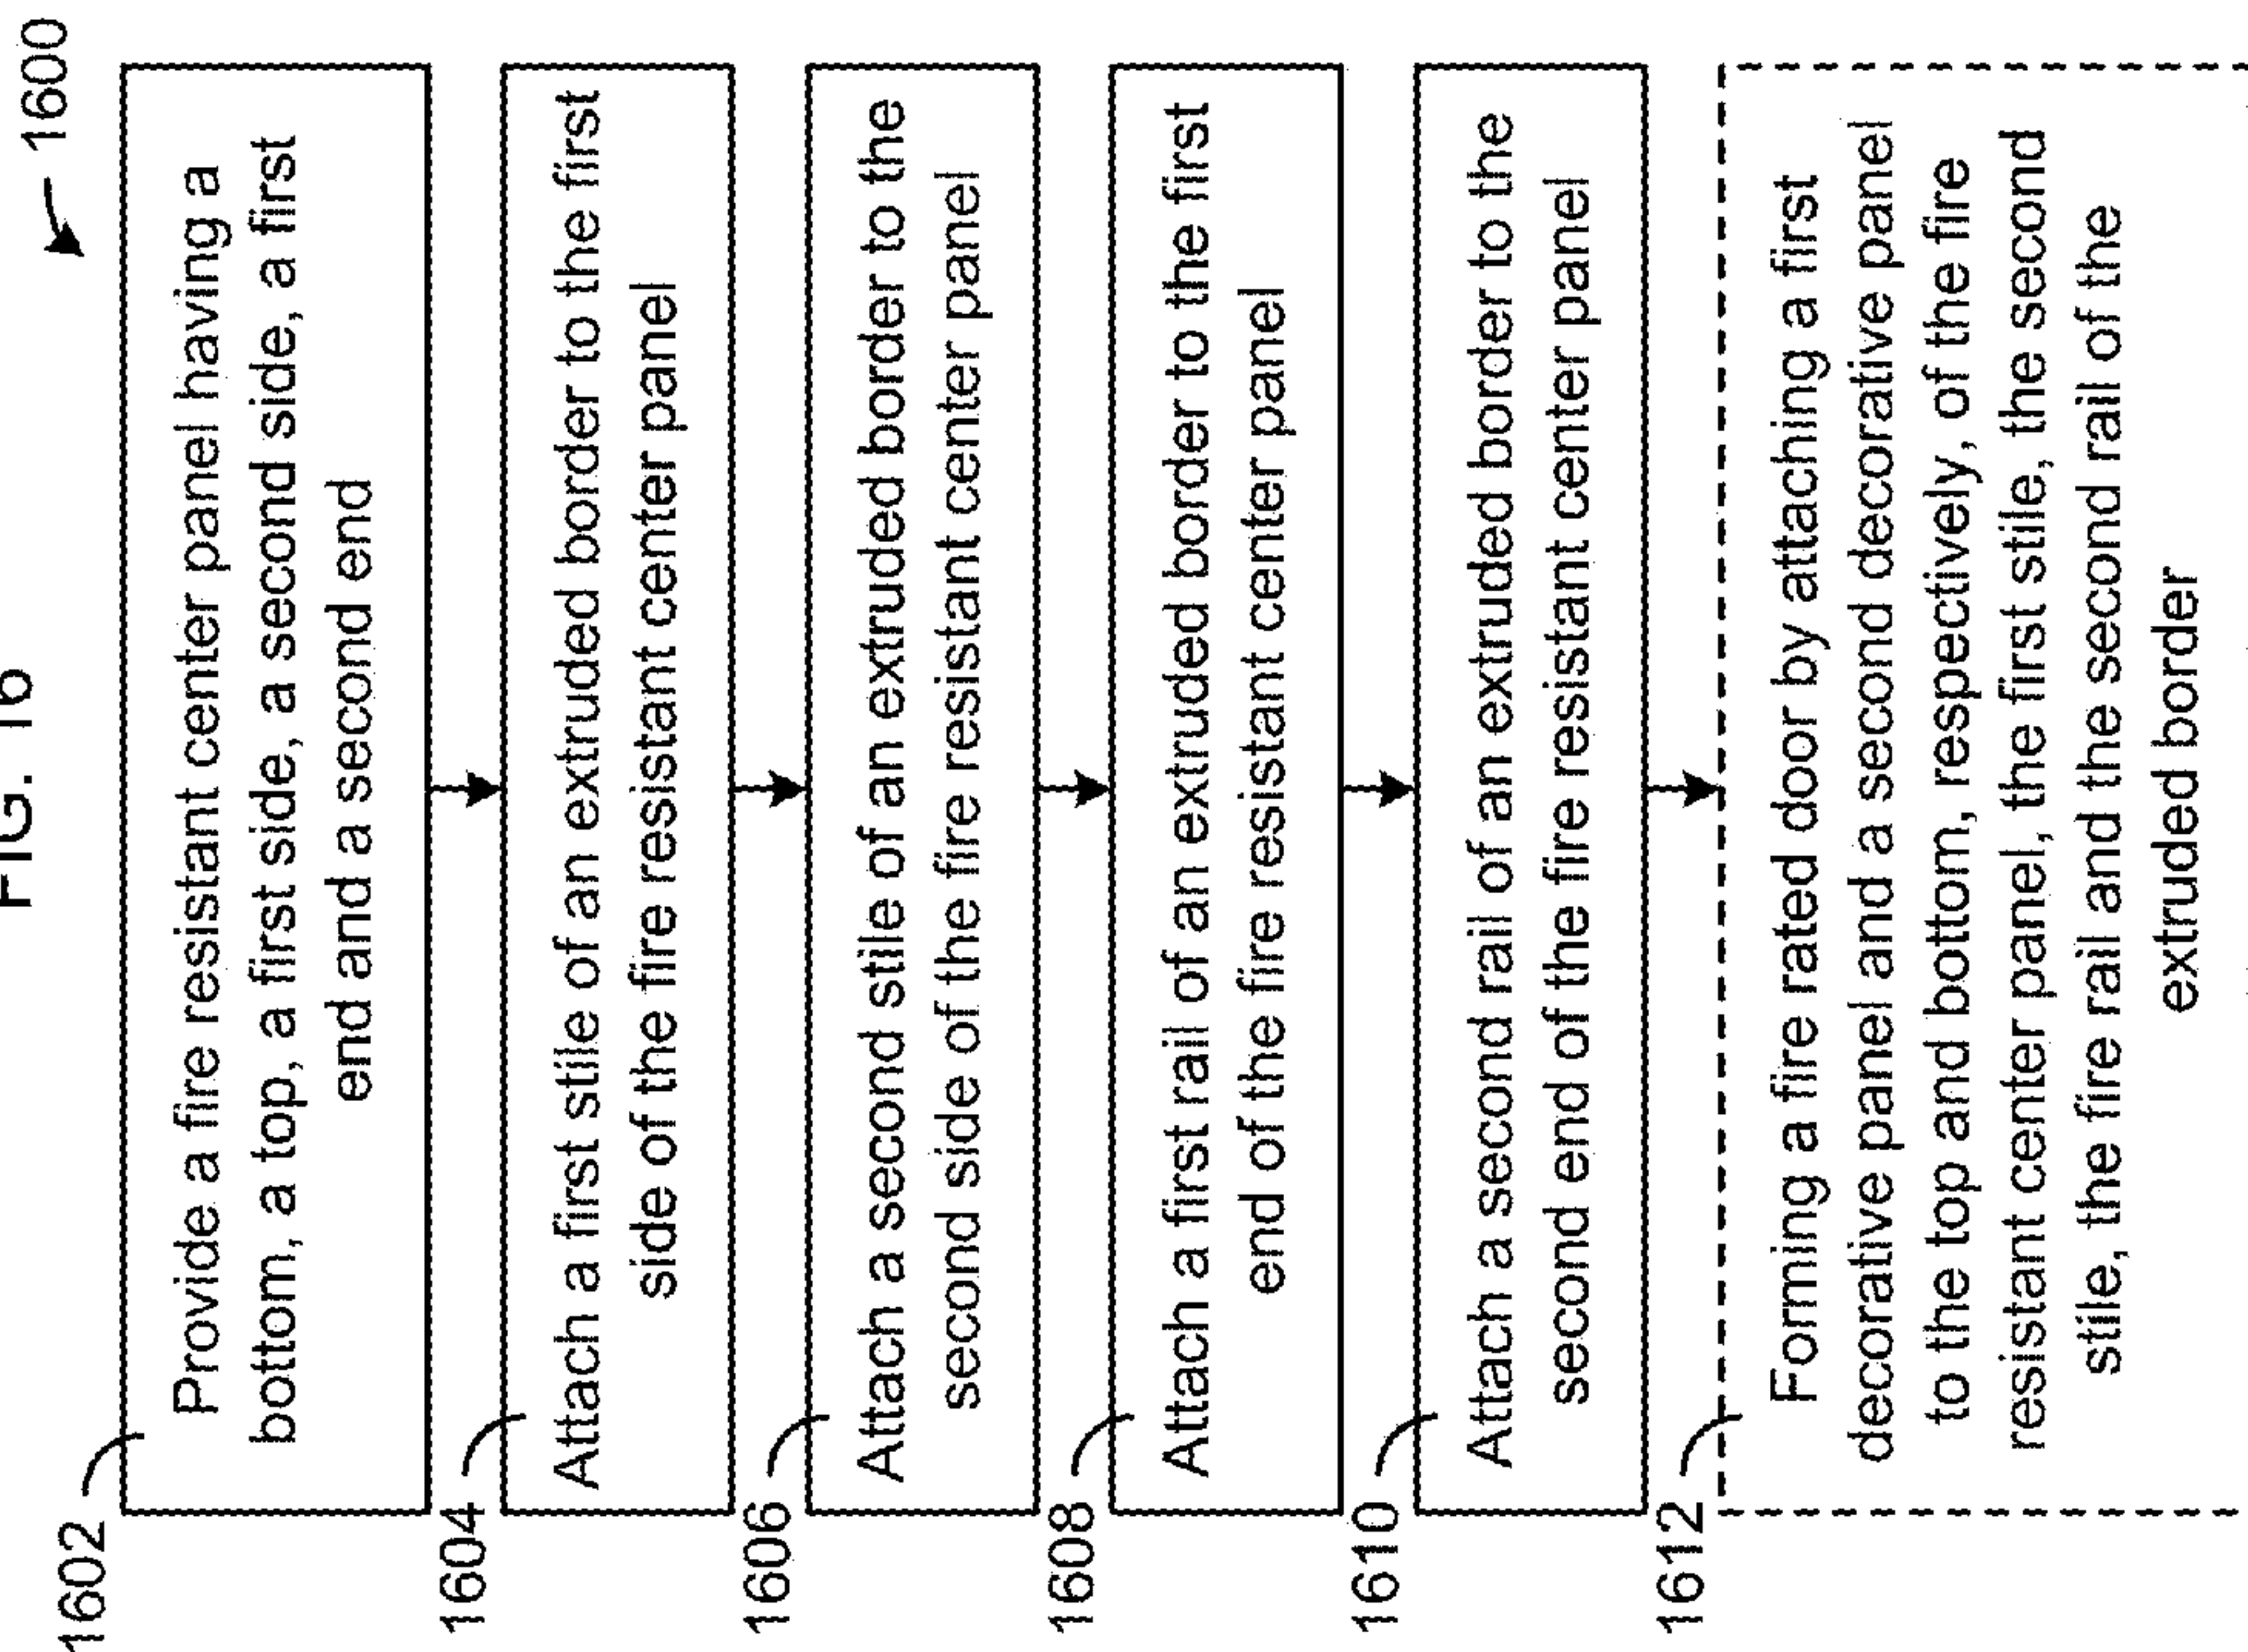 FIG. 16
1600
1602
Provide a fire resistant center panel having a
bottom, a top, a first side, a second side, a first
end and a second end
1604
Attach a first stile of an extruded border to the first
side of the fire resistant center panel
1606
Attach a second stile of an extruded border to the
second side of the fire resistant center panel
1608
Attach a first rail of an extruded border to the first
end of the fire resistant center panel
1610
Attach a second rail of an extruded border to the
second end of the fire resistant center panel
1612
Forming a fire rated door by attaching a first
decorative panel and a second decorative panel
to the top and bottom, respectively, of the fire
resistant center panel, the first stile, the second
stile, the fire rail and the second rail of the
extruded border